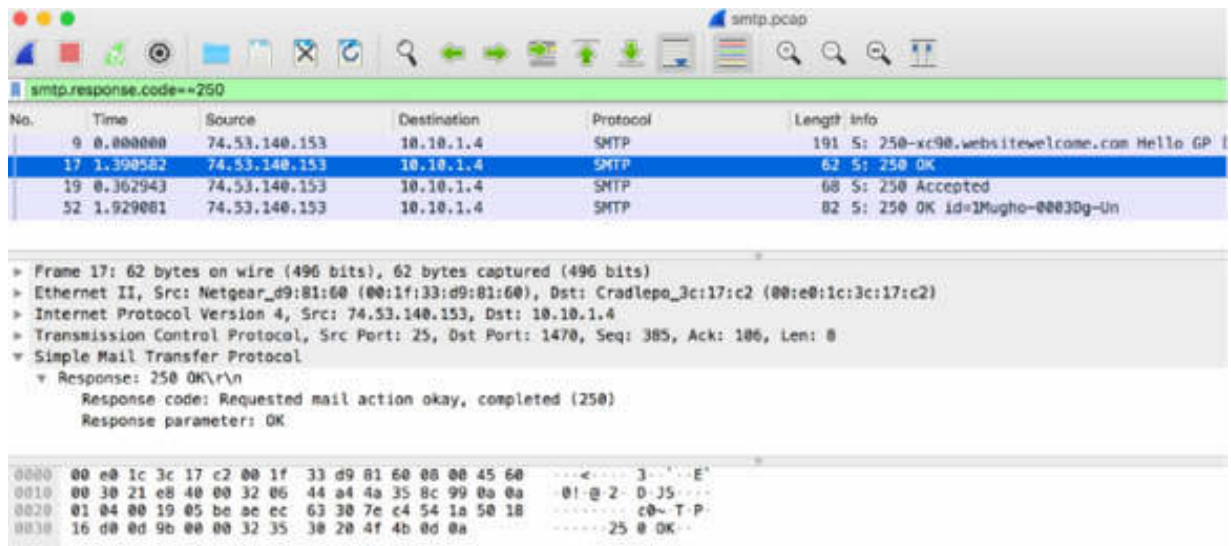 smtp.pcap
smtp.response.code==250
No. Time Source Destination Protocol Length Info
9 0.000000 74.53.140.153 10.10.1.4 SMTP 191 S: 250-xc90.websitewelcome.com Hello GP [
17 1.390582 74.53.140.153 10.10.1.4 SMTP 62 S: 250 OK
19 0.362943 74.53.140.153 10.10.1.4 SMTP 68 S: 250 Accepted
52 1.929081 74.53.140.153 10.10.1.4 SMTP 82 S: 250 OK id=1Mugho-0003Dg-Un
Frame 17: 62 bytes on wire (496 bits), 62 bytes captured (496 bits)
Ethernet II, Src: Netgear_d9:81:60 (00:1f:33:d9:81:60), Dst: Cradlepo_3c:17:c2 (00:e0:1c:3c:17:c2)
Internet Protocol Version 4, Src: 74.53.140.153, Dst: 10.10.1.4
Transmission Control Protocol, Src Port: 25, Dst Port: 1470, Seq: 385, Ack: 106, Len: 8
Simple Mail Transfer Protocol
Response: 250 OK\r\n
Response code: Requested mail action okay, completed (250)
Response parameter: OK
0000 00 e0 1c 3c 17 c2 00 1f 33 d9 81 60 08 00 45 60 ···<···· 3··`··E`
0010 00 30 21 e8 40 00 32 06 44 a4 4a 35 8c 99 0a 0a ·0!·@·2· D·J5····
0020 01 04 00 19 05 be ae ec 63 30 7e c4 54 1a 50 18 ········ c0~·T·P·
0030 16 d0 0d 9b 00 00 32 35 30 20 4f 4b 0d 0a ······25 0 OK··